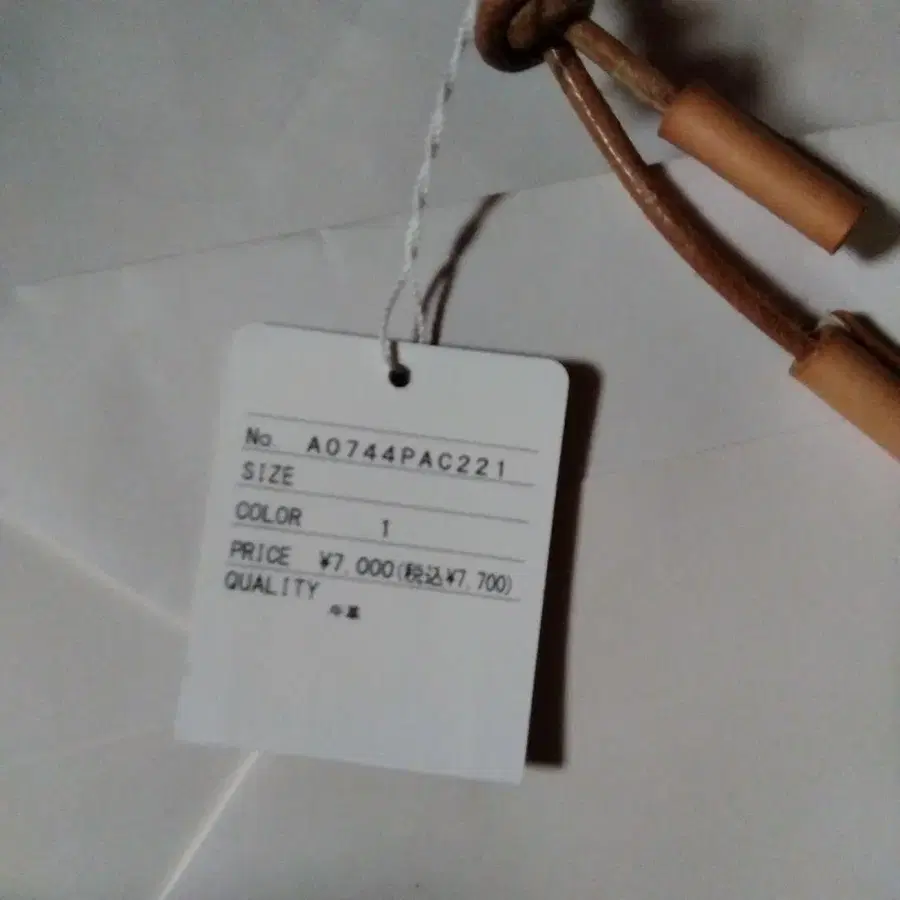 No. A0744PAC221
SIZE
COLOR 1
PRICE ¥7,000(税込¥7,700)
QUALITY
牛革